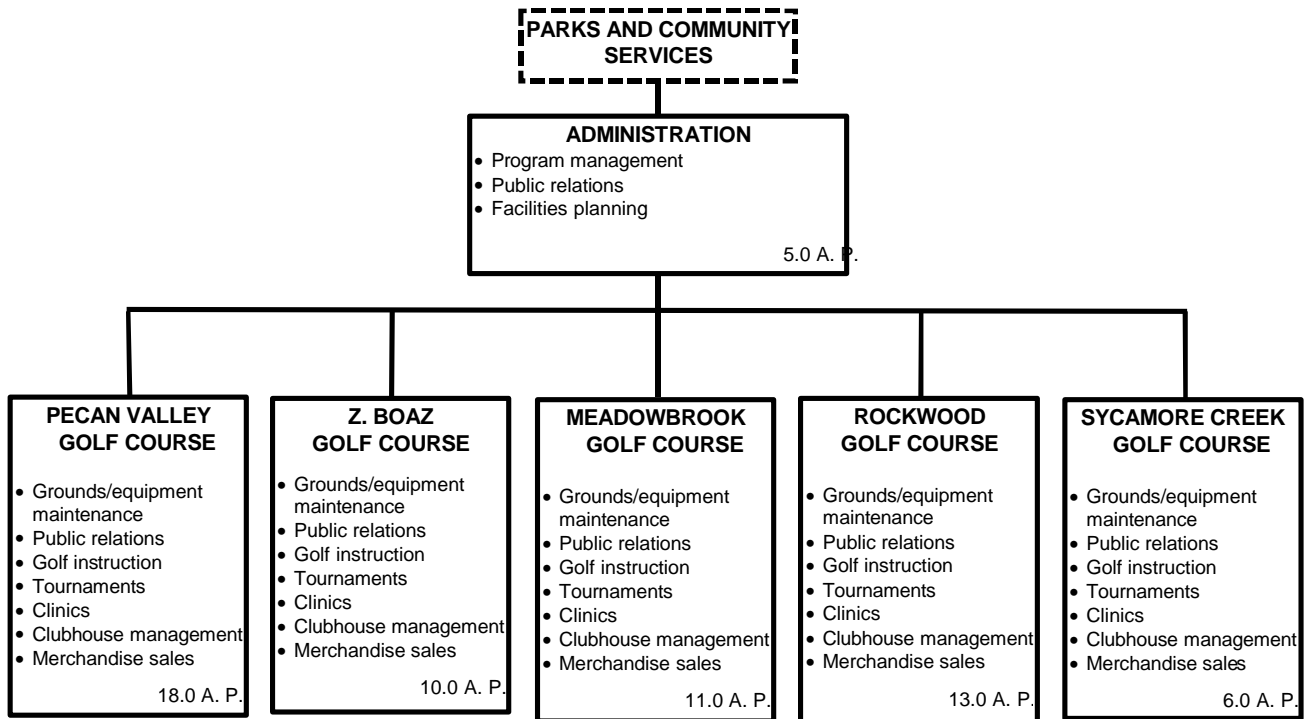 PARKS AND COMMUNITY
SERVICES
ADMINISTRATION
• Program management
• Public relations
• Facilities planning
5.0 A. P.
PECAN VALLEY
GOLF COURSE
• Grounds/equipment
maintenance
• Public relations
• Golf instruction
• Tournaments
• Clinics
• Clubhouse management
• Merchandise sales
18.0 A. P.
Z. BOAZ
GOLF COURSE
• Grounds/equipment
maintenance
• Public relations
• Golf instruction
• Tournaments
• Clinics
• Clubhouse management
• Merchandise sales
10.0 A. P.
MEADOWBROOK
GOLF COURSE
• Grounds/equipment
maintenance
• Public relations
• Golf instruction
• Tournaments
• Clinics
• Clubhouse management
• Merchandise sales
11.0 A. P.
ROCKWOOD
GOLF COURSE
• Grounds/equipment
maintenance
• Public relations
• Golf instruction
• Tournaments
• Clinics
• Clubhouse management
• Merchandise sales
13.0 A. P.
SYCAMORE CREEK
GOLF COURSE
• Grounds/equipment
maintenance
• Public relations
• Golf instruction
• Tournaments
• Clinics
• Clubhouse management
• Merchandise sales
6.0 A. P.